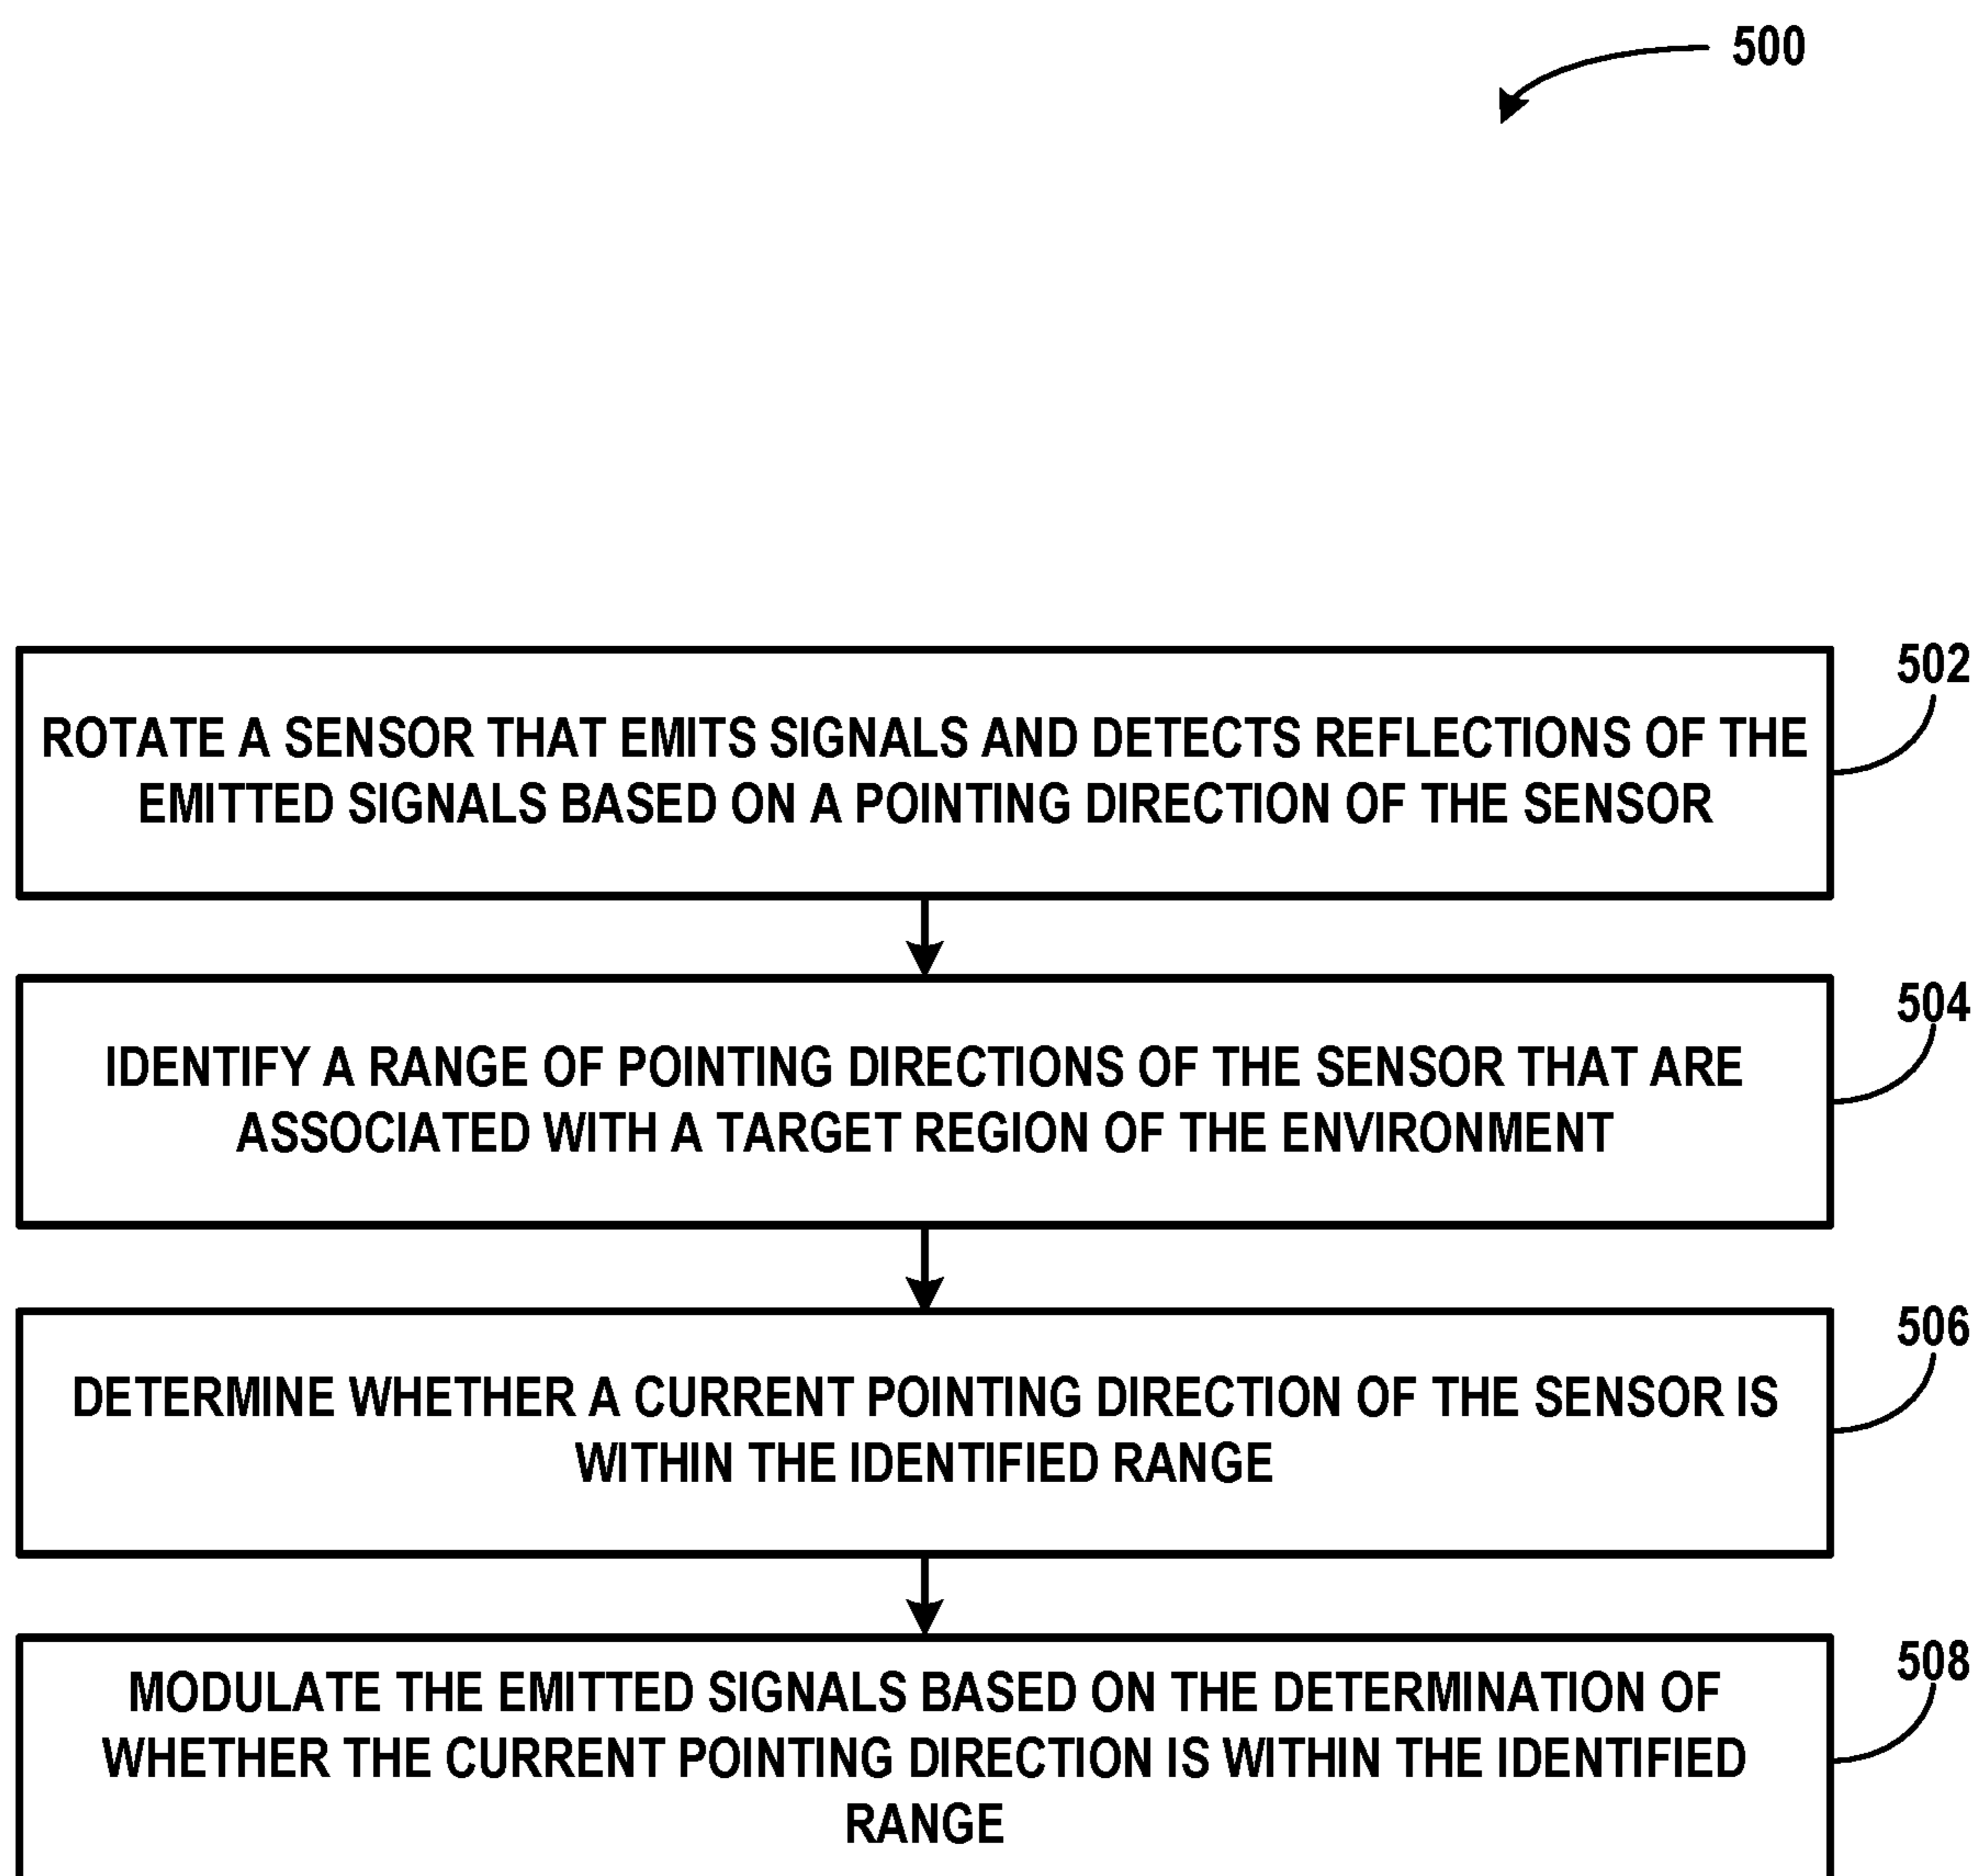 500
502
ROTATE A SENSOR THAT EMITS SIGNALS AND DETECTS REFLECTIONS OF THE
EMITTED SIGNALS BASED ON A POINTING DIRECTION OF THE SENSOR
504
IDENTIFY A RANGE OF POINTING DIRECTIONS OF THE SENSOR THAT ARE
ASSOCIATED WITH A TARGET REGION OF THE ENVIRONMENT
506
DETERMINE WHETHER A CURRENT POINTING DIRECTION OF THE SENSOR IS
WITHIN THE IDENTIFIED RANGE
508
MODULATE THE EMITTED SIGNALS BASED ON THE DETERMINATION OF
WHETHER THE CURRENT POINTING DIRECTION IS WITHIN THE IDENTIFIED
RANGE